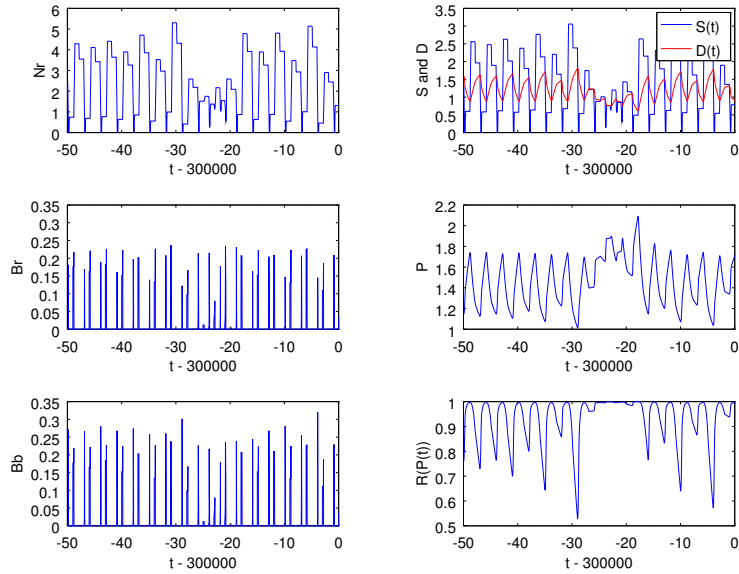 6
5
4
3
2
1
0
Nr
-50 -40 -30 -20 -10 0
t - 300000
3.5
3
2.5
2
1.5
1
0.5
0
S and D
S(t)
D(t)
-50 -40 -30 -20 -10 0
t - 300000
0.35
0.3
0.25
0.2
0.15
0.1
0.05
0
Br
-50 -40 -30 -20 -10 0
t - 300000
2.2
2
1.8
1.6
1.4
1.2
1
P
-50 -40 -30 -20 -10 0
t - 300000
0.35
0.3
0.25
0.2
0.15
0.1
0.05
0
Bb
-50 -40 -30 -20 -10 0
t - 300000
1
0.9
0.8
0.7
0.6
0.5
R(P(t))
-50 -40 -30 -20 -10 0
t - 300000